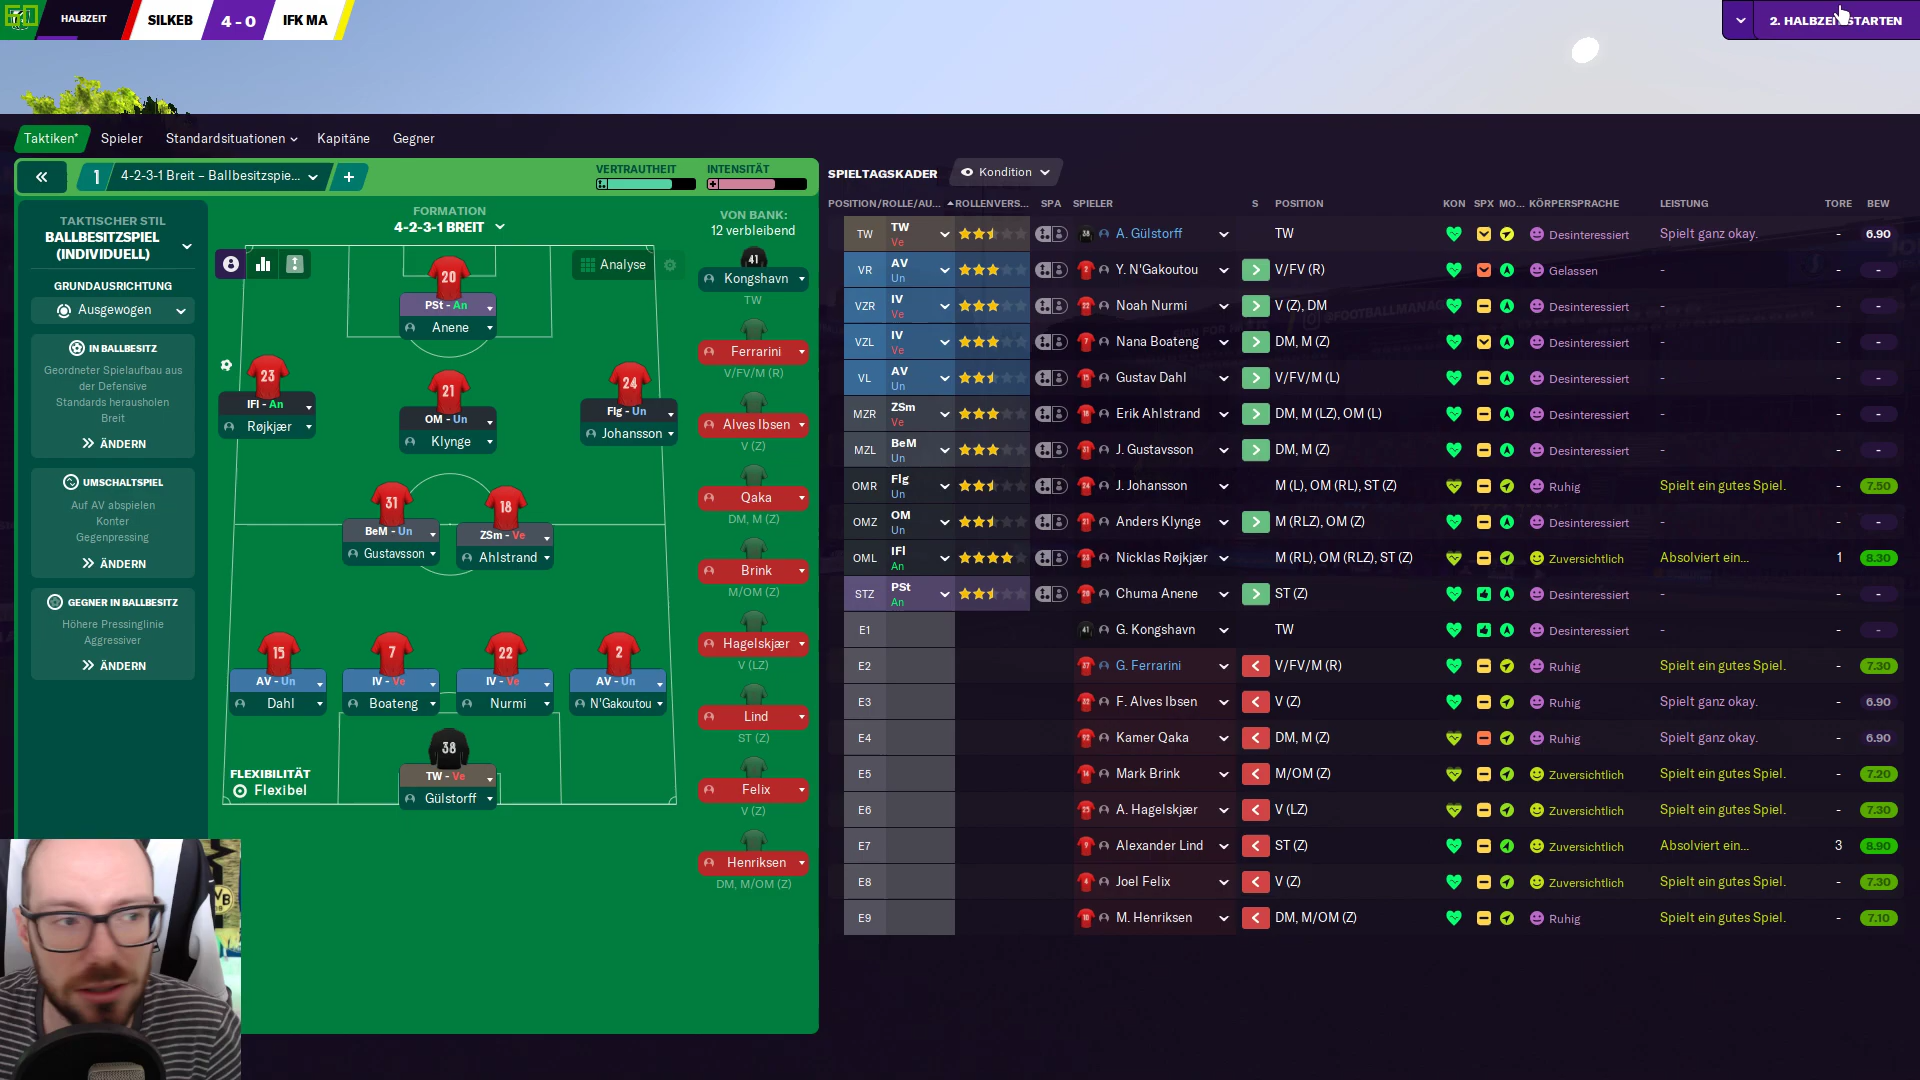 HALBZEIT
SILKEB 4 - 0 IFK MA
Taktiken* Spieler Standardsituationen Kapitäne Gegner
1 4-2-3-1 Breit – Ballbesitzspie... +
VERTRAUTHEIT INTENSITÄT
TAKTISCHER STIL
BALLBESITZSPIEL
(INDIVIDUELL)
GRUNDAUSRICHTUNG
Ausgewogen
IN BALLBESITZ
Geordneter Spielaufbau aus
der Defensive
Standards herausholen
Breit
ÄNDERN
UMSCHALTSPIEL
Auf AV abspielen
Konter
Gegenpressing
ÄNDERN
GEGNER IN BALLBESITZ
Höhere Pressinglinie
Aggressiver
ÄNDERN
FORMATION
4-2-3-1 BREIT
Analyse
20
PSt - An
Anene
23
IFl - An
Røjkjær
21
OM - Un
Klynge
24
Flg - Un
Johansson
31
BeM - Un
Gustavsson
18
ZSm - Ve
Ahlstrand
15
AV - Un
Dahl
7
IV - Ve
Boateng
22
IV - Ve
Nurmi
2
AV - Un
N'Gakoutou
38
TW - Ve
Gülstorff
FLEXIBILITÄT
Flexibel
VON BANK:
12 verbleibend
41
Kongshavn
TW
Ferrarini
V/FV/M (R)
Alves Ibsen
V (Z)
Qaka
DM, M (Z)
Brink
M/OM (Z)
Hagelskjær
V (LZ)
Lind
ST (Z)
Felix
V (Z)
Henriksen
DM, M/OM (Z)
2. HALBZEIT STARTEN
SPIELTAGSKADER Kondition
POSITION/ROLLE/AU... ROLLENVERS... SPA SPIELER S POSITION KON SPX MO... KÖRPERSPRACHE LEISTUNG TORE BEW
TW TW Ve A. Gülstorff TW Desinteressiert Spielt ganz okay. - 6.90
VR AV Un Y. N'Gakoutou V/FV (R) Gelassen - - -
VZR IV Ve Noah Nurmi V (Z), DM Desinteressiert - - -
VZL IV Ve Nana Boateng DM, M (Z) Desinteressiert - - -
VL AV Un Gustav Dahl V/FV/M (L) Desinteressiert - - -
MZR ZSm Ve Erik Ahlstrand DM, M (LZ), OM (L) Desinteressiert - - -
MZL BeM Un J. Gustavsson DM, M (Z) Desinteressiert - - -
OMR Flg Un J. Johansson M (L), OM (RL), ST (Z) Ruhig Spielt ein gutes Spiel. - 7.50
OMZ OM Un Anders Klynge M (RLZ), OM (Z) Desinteressiert - - -
OML IFl An Nicklas Røjkjær M (RL), OM (RLZ), ST (Z) Zuversichtlich Absolviert ein... 1 8.30
STZ PSt An Chuma Anene ST (Z) Desinteressiert - - -
E1 G. Kongshavn TW Desinteressiert - - -
E2 G. Ferrarini V/FV/M (R) Ruhig Spielt ein gutes Spiel. - 7.30
E3 F. Alves Ibsen V (Z) Ruhig Spielt ganz okay. - 6.90
E4 Kamer Qaka DM, M (Z) Ruhig Spielt ganz okay. - 6.90
E5 Mark Brink M/OM (Z) Zuversichtlich Spielt ein gutes Spiel. - 7.20
E6 A. Hagelskjær V (LZ) Zuversichtlich Spielt ein gutes Spiel. - 7.30
E7 Alexander Lind ST (Z) Zuversichtlich Absolviert ein... 3 8.90
E8 Joel Felix V (Z) Zuversichtlich Spielt ein gutes Spiel. - 7.30
E9 M. Henriksen DM, M/OM (Z) Ruhig Spielt ein gutes Spiel. - 7.10